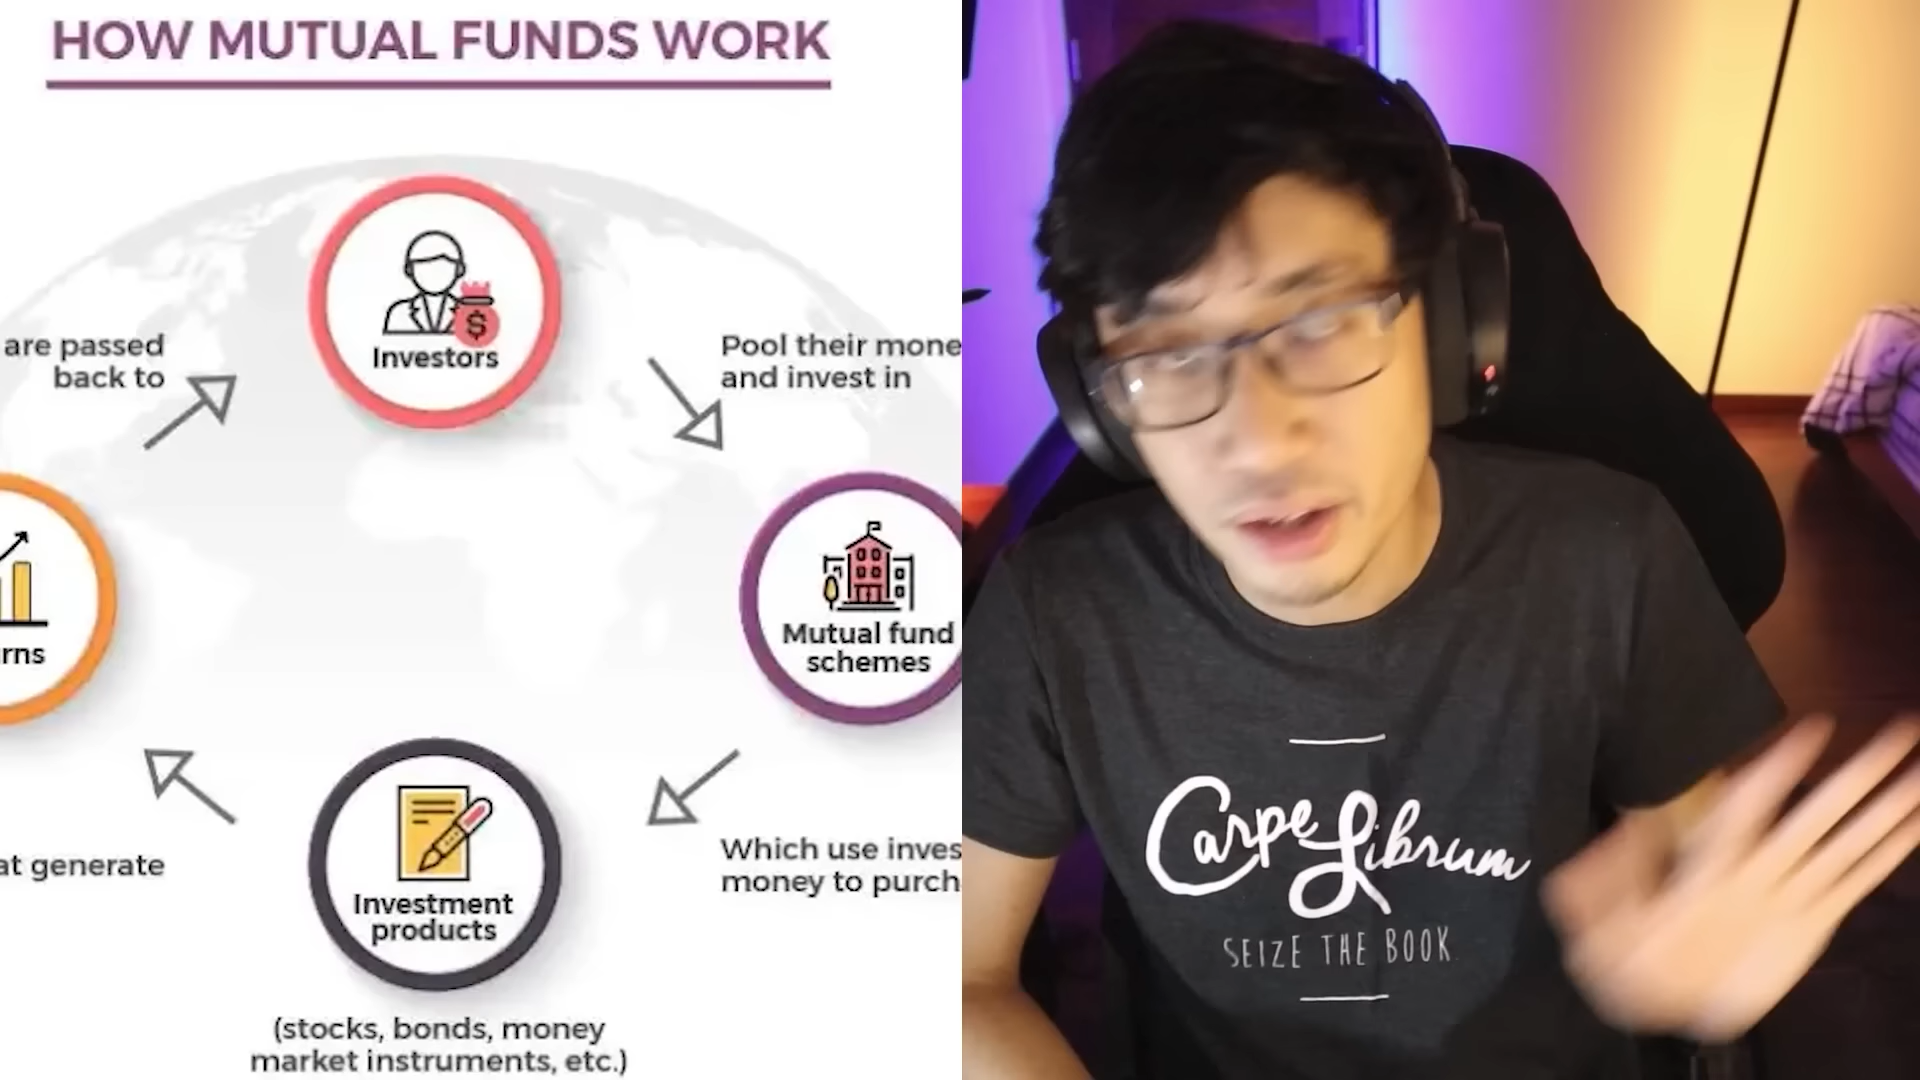 HOW MUTUAL FUNDS WORK
Investors
are passed
back to
Pool their mone
and invest in
rns
Mutual fund
schemes
at generate
Investment
products
Which use inves
money to purch
(stocks, bonds, money
market instruments, etc.)
Carpe Librum
SEIZE THE BOOK